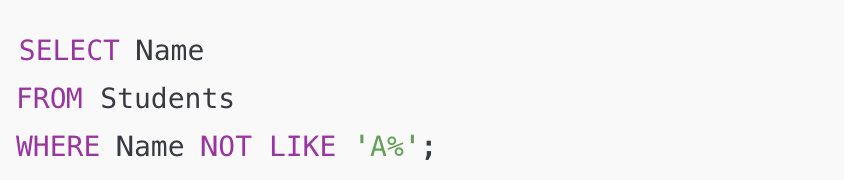 SELECT Name
FROM Students
WHERE Name NOT LIKE 'A%';